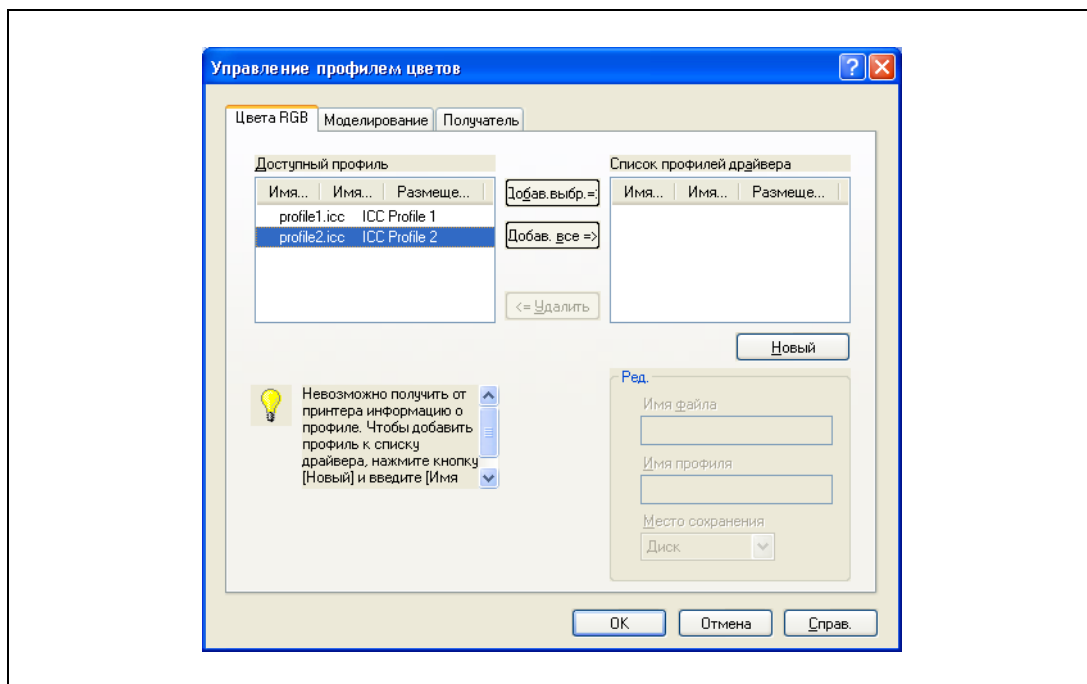 Управление профилем цветов
Цвета RGB Моделирование Получатель
Доступный профиль
Имя... Имя... Размеще...
profile1.icc ICC Profile 1
profile2.icc ICC Profile 2
Добав.выбр.=
Добав. все =>
<= Удалить
Список профилей драйвера
Имя... Имя... Размеще...
Новый
Невозможно получить от
принтера информацию о
профиле. Чтобы добавить
профиль к списку
драйвера, нажмите кнопку
[Новый] и введите [Имя
Ред.
Имя файла
Имя профиля
Место сохранения
Диск
OK Отмена Справ.